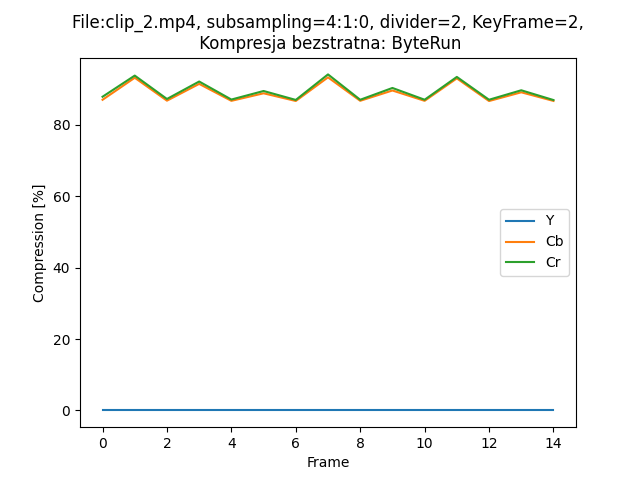 File:clip_2.mp4, subsampling=4:1:0, divider=2, KeyFrame=2,
Kompresja bezstratna: ByteRun
Compression [%]
80
60
40
20
0
Y
Cb
Cr
0 2 4 6 8 10 12 14
Frame